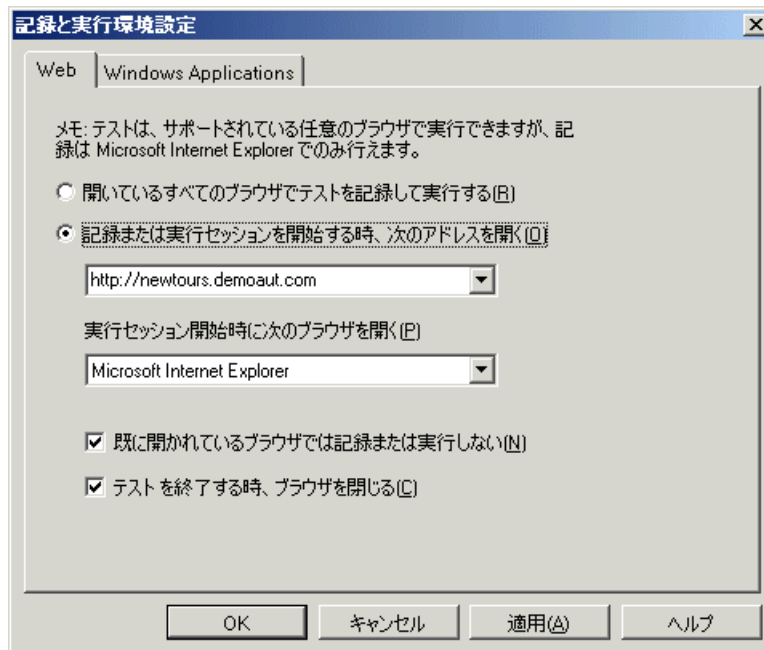 記録と実行環境設定
Web
Windows Applications
メモ: テストは、サポートされている任意のブラウザで実行できますが、記
録は Microsoft Internet Explorer でのみ行えます。
開いているすべてのブラウザでテストを記録して実行する(R)
記録または実行セッションを開始する時、次のアドレスを開く(O)
http://newtours.demoaut.com
実行セッション開始時に次のブラウザを開く(P)
Microsoft Internet Explorer
既に開かれているブラウザでは記録または実行しない(N)
テスト を終了する時、ブラウザを閉じる(C)
OK
キャンセル
適用(A)
ヘルプ